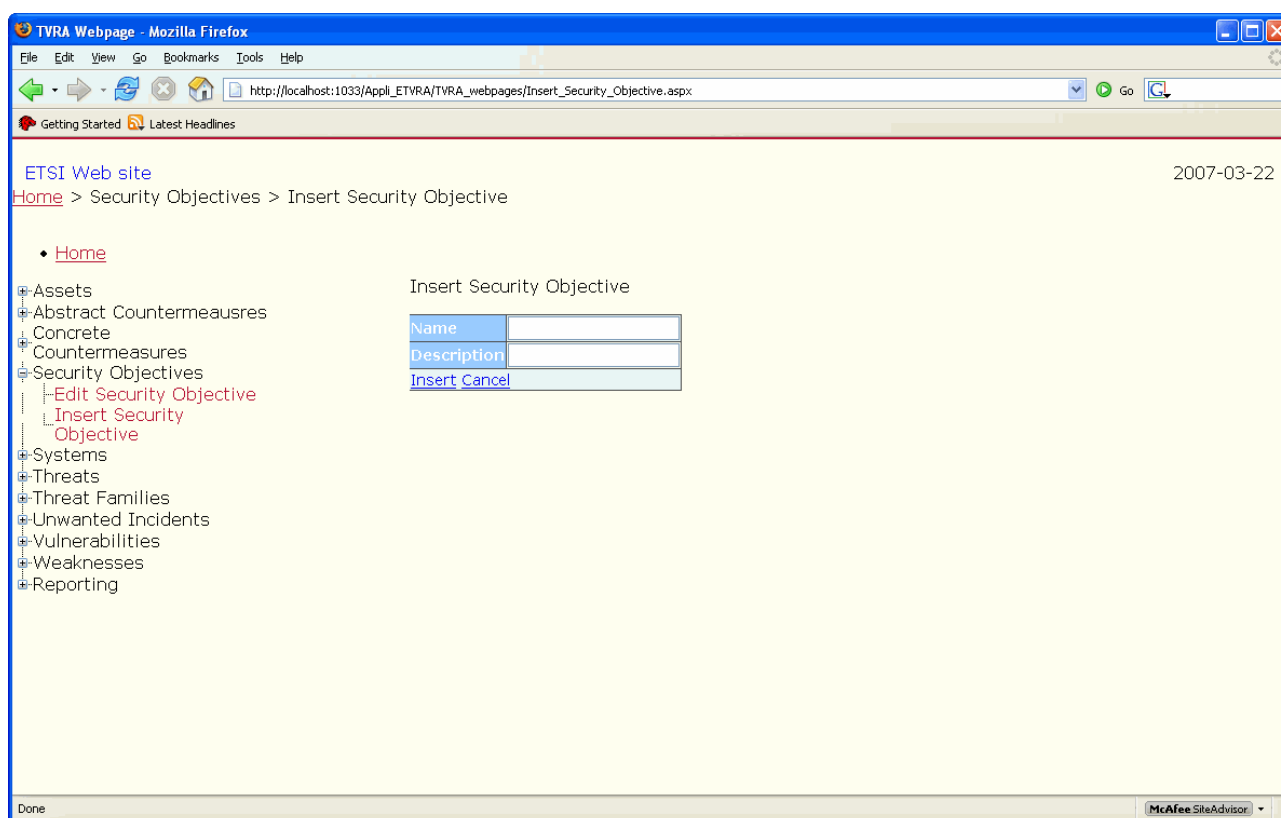 TVRA Webpage - Mozilla Firefox
File Edit View Go Bookmarks Tools Help
http://localhost:1033/Appli_ETVRA/TVRA_webpages/Insert_Security_Objective.aspx Go G
Getting Started Latest Headlines
ETSI Web site 2007-03-22
Home > Security Objectives > Insert Security Objective
Home
Assets
Abstract Countermeausres
Concrete
Countermeasures
Security Objectives
Edit Security Objective
Insert Security
Objective
Systems
Threats
Threat Families
Unwanted Incidents
Vulnerabilities
Weaknesses
Reporting
Insert Security Objective
Name
Description
Insert Cancel
Done McAfee SiteAdvisor